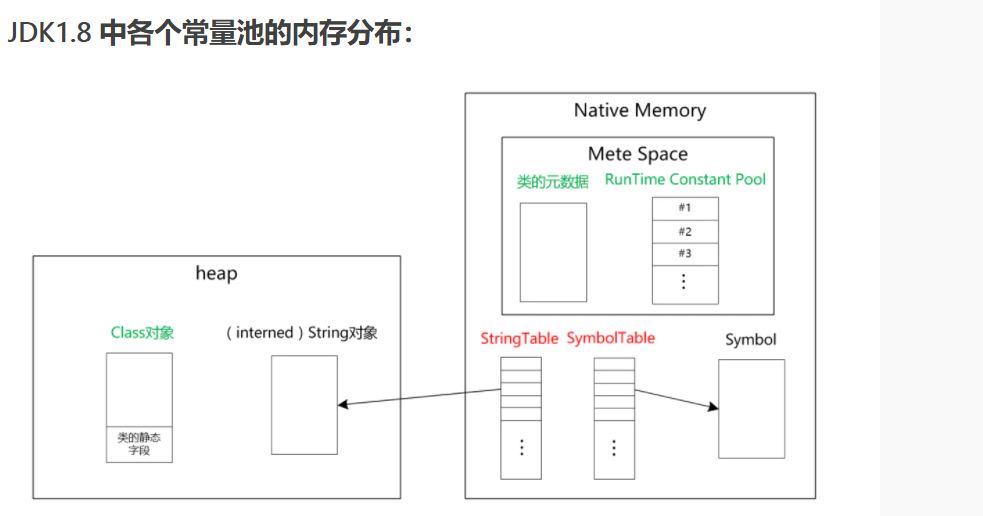 JDK1.8 中各个常量池的内存分布：
Native Memory
Mete Space
类的元数据
RunTime Constant Pool
#1
#2
#3
⋮
heap
Class对象
（interned）String对象
类的静态
字段
StringTable
SymbolTable
Symbol
⋮
⋮